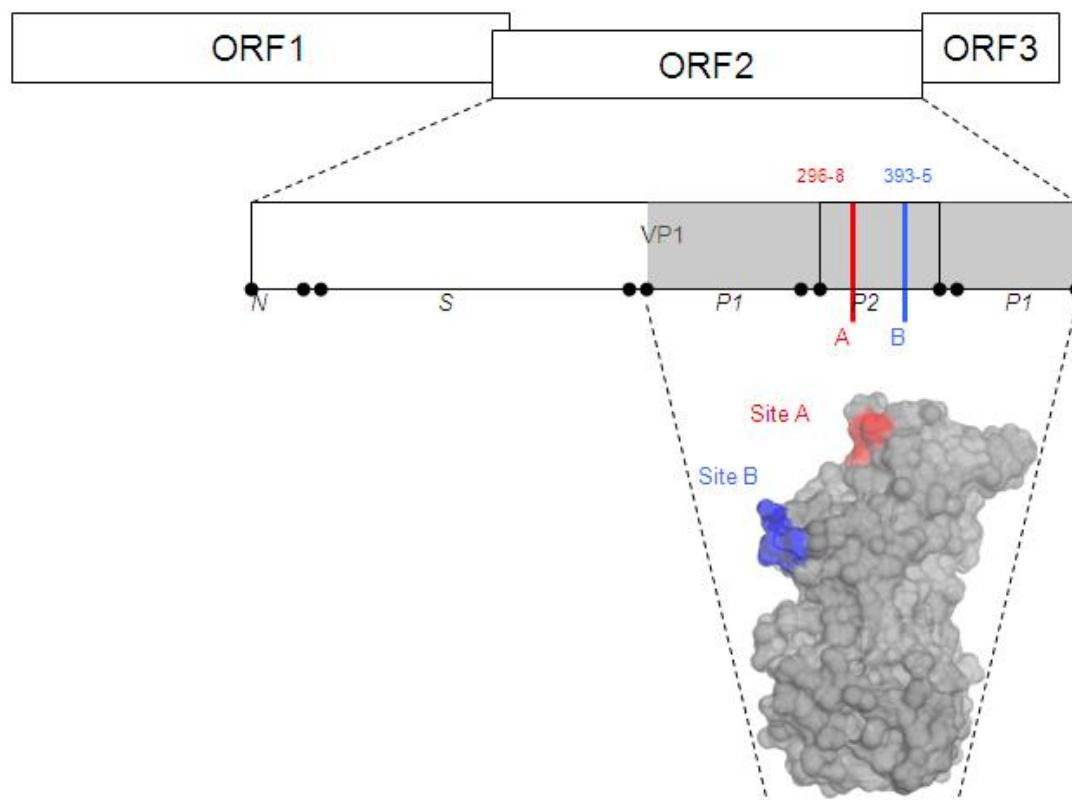 ORF1
ORF2
ORF3
296-8
393-5
VP1
N
S
P1
P2
P1
A
B
Site A
Site B